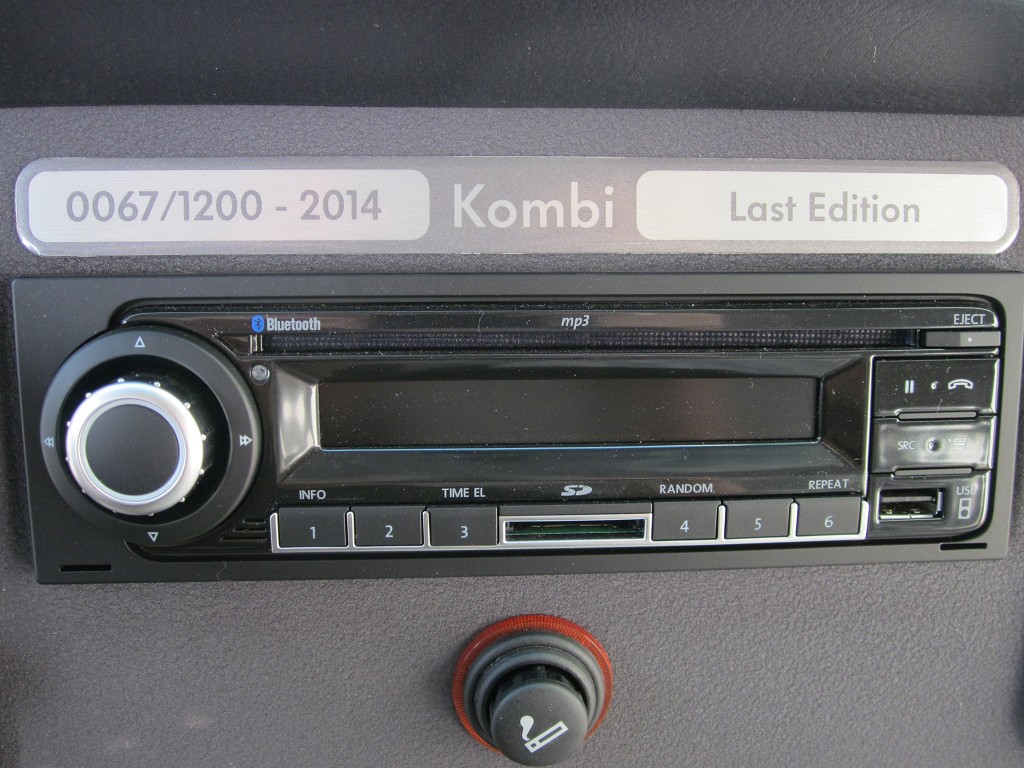 0067/1200 - 2014 Kombi Last Edition
Bluetooth mp3 EJECT
SRC
INFO TIME EL SD RANDOM REPEAT USB
1 2 3 4 5 6